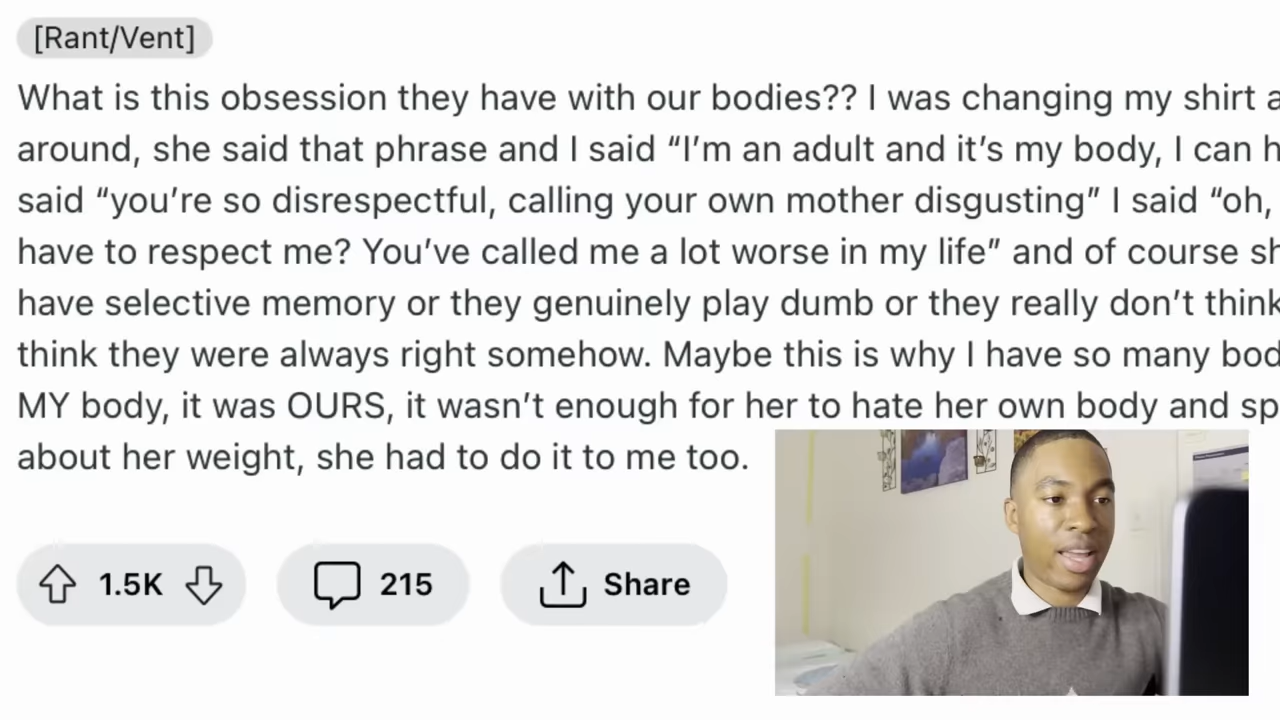 [Rant/Vent]
What is this obsession they have with our bodies?? I was changing my shirt a
around, she said that phrase and I said “I’m an adult and it’s my body, I can h
said “you’re so disrespectful, calling your own mother disgusting” I said “oh,
have to respect me? You’ve called me a lot worse in my life” and of course sh
have selective memory or they genuinely play dumb or they really don’t think
think they were always right somehow. Maybe this is why I have so many bod
MY body, it was OURS, it wasn’t enough for her to hate her own body and sp
about her weight, she had to do it to me too.
1.5K 215 Share